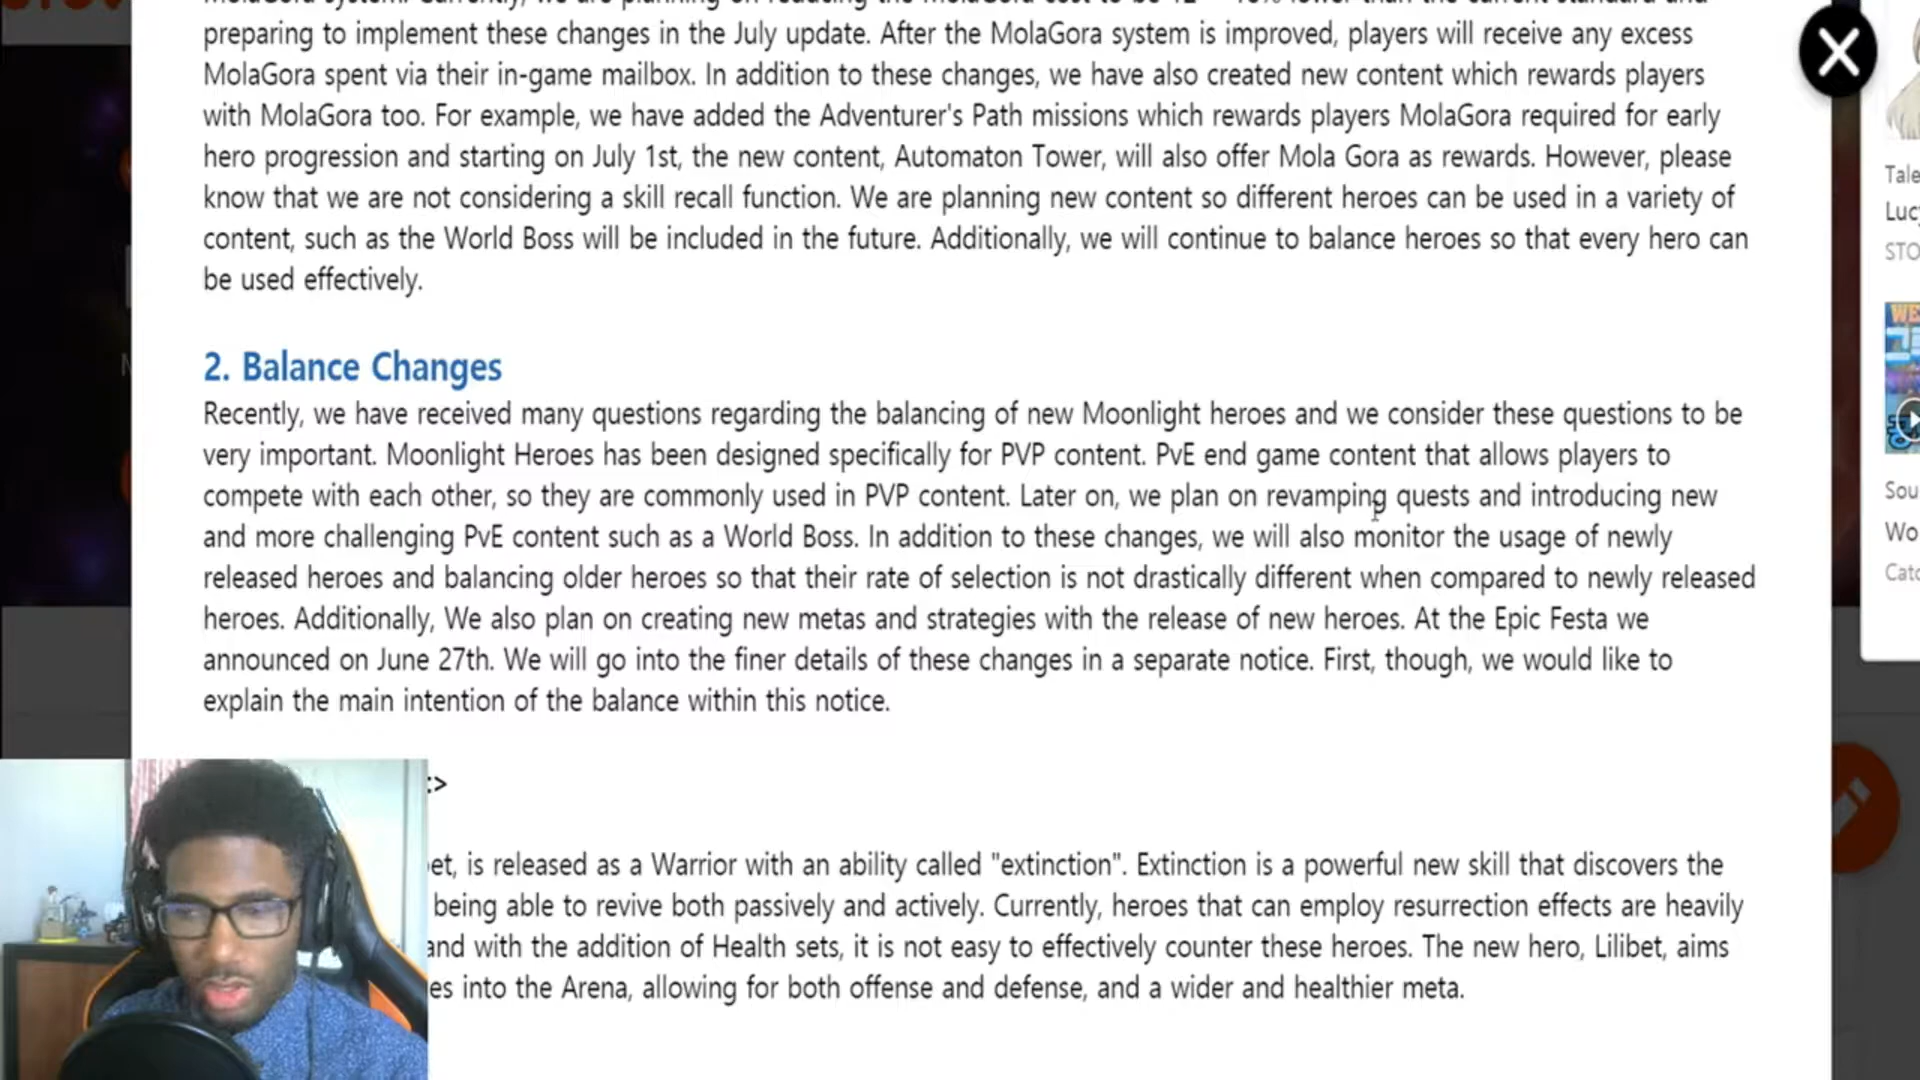 preparing to implement these changes in the July update. After the MolaGora system is improved, players will receive any excess
MolaGora spent via their in-game mailbox. In addition to these changes, we have also created new content which rewards players
with MolaGora too. For example, we have added the Adventurer's Path missions which rewards players MolaGora required for early
hero progression and starting on July 1st, the new content, Automaton Tower, will also offer Mola Gora as rewards. However, please
know that we are not considering a skill recall function. We are planning new content so different heroes can be used in a variety of
content, such as the World Boss will be included in the future. Additionally, we will continue to balance heroes so that every hero can
be used effectively.
2. Balance Changes
Recently, we have received many questions regarding the balancing of new Moonlight heroes and we consider these questions to be
very important. Moonlight Heroes has been designed specifically for PVP content. PvE end game content that allows players to
compete with each other, so they are commonly used in PVP content. Later on, we plan on revamping quests and introducing new
and more challenging PvE content such as a World Boss. In addition to these changes, we will also monitor the usage of newly
released heroes and balancing older heroes so that their rate of selection is not drastically different when compared to newly released
heroes. Additionally, We also plan on creating new metas and strategies with the release of new heroes. At the Epic Festa we
announced on June 27th. We will go into the finer details of these changes in a separate notice. First, though, we would like to
explain the main intention of the balance within this notice.
:>
et, is released as a Warrior with an ability called "extinction". Extinction is a powerful new skill that discovers the
being able to revive both passively and actively. Currently, heroes that can employ resurrection effects are heavily
and with the addition of Health sets, it is not easy to effectively counter these heroes. The new hero, Lilibet, aims
es into the Arena, allowing for both offense and defense, and a wider and healthier meta.
Tale
Luc
STO
WE
Sou
Wo
Catc